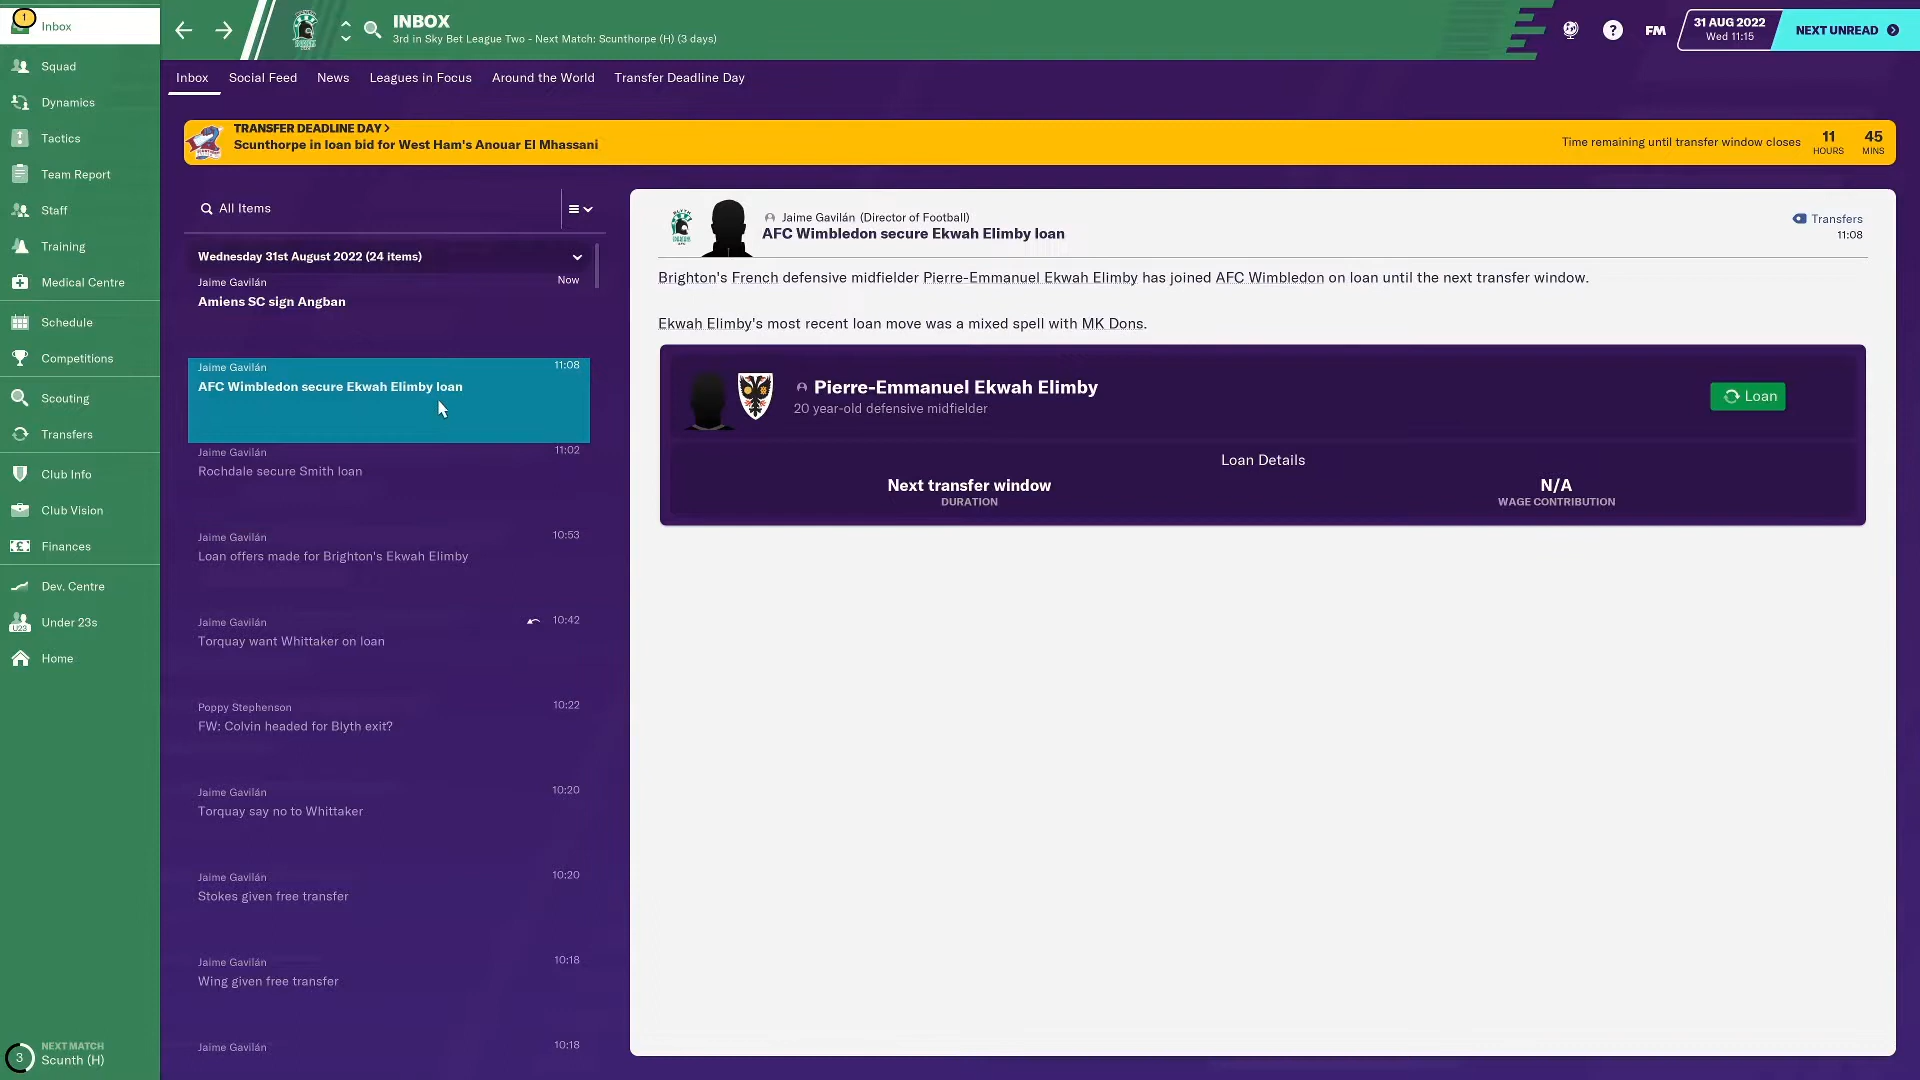 1
Inbox
Squad
Dynamics
Tactics
Team Report
Staff
Training
Medical Centre
Schedule
Competitions
Scouting
Transfers
Club Info
Club Vision
Finances
Dev. Centre
U23
Under 23s
Home
3
NEXT MATCH
Scunth (H)
INBOX
3rd in Sky Bet League Two - Next Match: Scunthorpe (H) (3 days)
?
FM
31 AUG 2022
Wed 11:15
NEXT UNREAD
Inbox
Social Feed
News
Leagues in Focus
Around the World
Transfer Deadline Day
TRANSFER DEADLINE DAY >
Scunthorpe in loan bid for West Ham's Anouar El Mhassani
Time remaining until transfer window closes
11
HOURS
45
MINS
All Items
Wednesday 31st August 2022 (24 items)
Jaime Gavilán
Now
Amiens SC sign Angban
Jaime Gavilán
11:08
AFC Wimbledon secure Ekwah Elimby loan
Jaime Gavilán
11:02
Rochdale secure Smith loan
Jaime Gavilán
10:53
Loan offers made for Brighton's Ekwah Elimby
Jaime Gavilán
10:42
Torquay want Whittaker on loan
Poppy Stephenson
10:22
FW: Colvin headed for Blyth exit?
Jaime Gavilán
10:20
Torquay say no to Whittaker
Jaime Gavilán
10:20
Stokes given free transfer
Jaime Gavilán
10:18
Wing given free transfer
Jaime Gavilán
10:18
Jaime Gavilán (Director of Football)
AFC Wimbledon secure Ekwah Elimby loan
Transfers
11:08
Brighton's French defensive midfielder Pierre-Emmanuel Ekwah Elimby has joined AFC Wimbledon on loan until the next transfer window.
Ekwah Elimby's most recent loan move was a mixed spell with MK Dons.
Pierre-Emmanuel Ekwah Elimby
20 year-old defensive midfielder
Loan
Loan Details
Next transfer window
DURATION
N/A
WAGE CONTRIBUTION